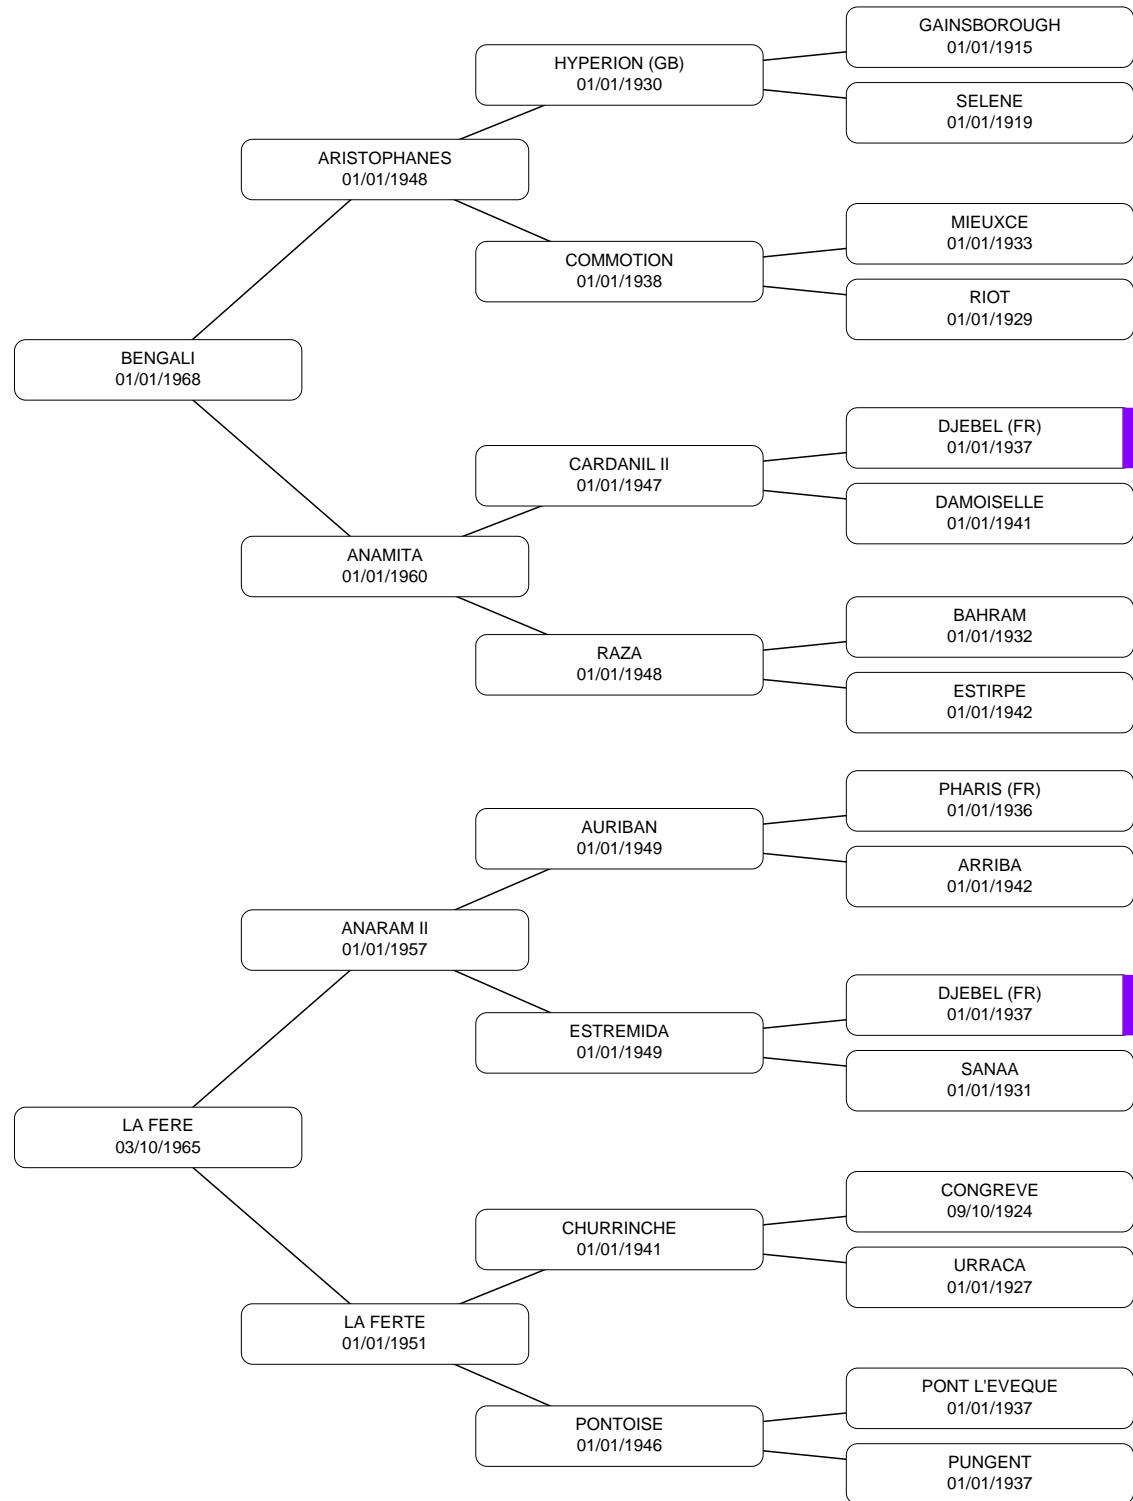 GAINSBOROUGH
01/01/1915
HYPERION (GB)
01/01/1930
SELENE
01/01/1919
ARISTOPHANES
01/01/1948
MIEUXCE
01/01/1933
COMMOTION
01/01/1938
RIOT
01/01/1929
BENGALI
01/01/1968
DJEBEL (FR)
01/01/1937
CARDANIL II
01/01/1947
DAMOISELLE
01/01/1941
ANAMITA
01/01/1960
BAHRAM
01/01/1932
RAZA
01/01/1948
ESTIRPE
01/01/1942
PHARIS (FR)
01/01/1936
AURIBAN
01/01/1949
ARRIBA
01/01/1942
ANARAM II
01/01/1957
DJEBEL (FR)
01/01/1937
ESTREMIDA
01/01/1949
SANAA
01/01/1931
LA FERE
03/10/1965
CONGREVE
09/10/1924
CHURRINCHE
01/01/1941
URRACA
01/01/1927
LA FERTE
01/01/1951
PONT L'EVEQUE
01/01/1937
PONTOISE
01/01/1946
PUNGENT
01/01/1937